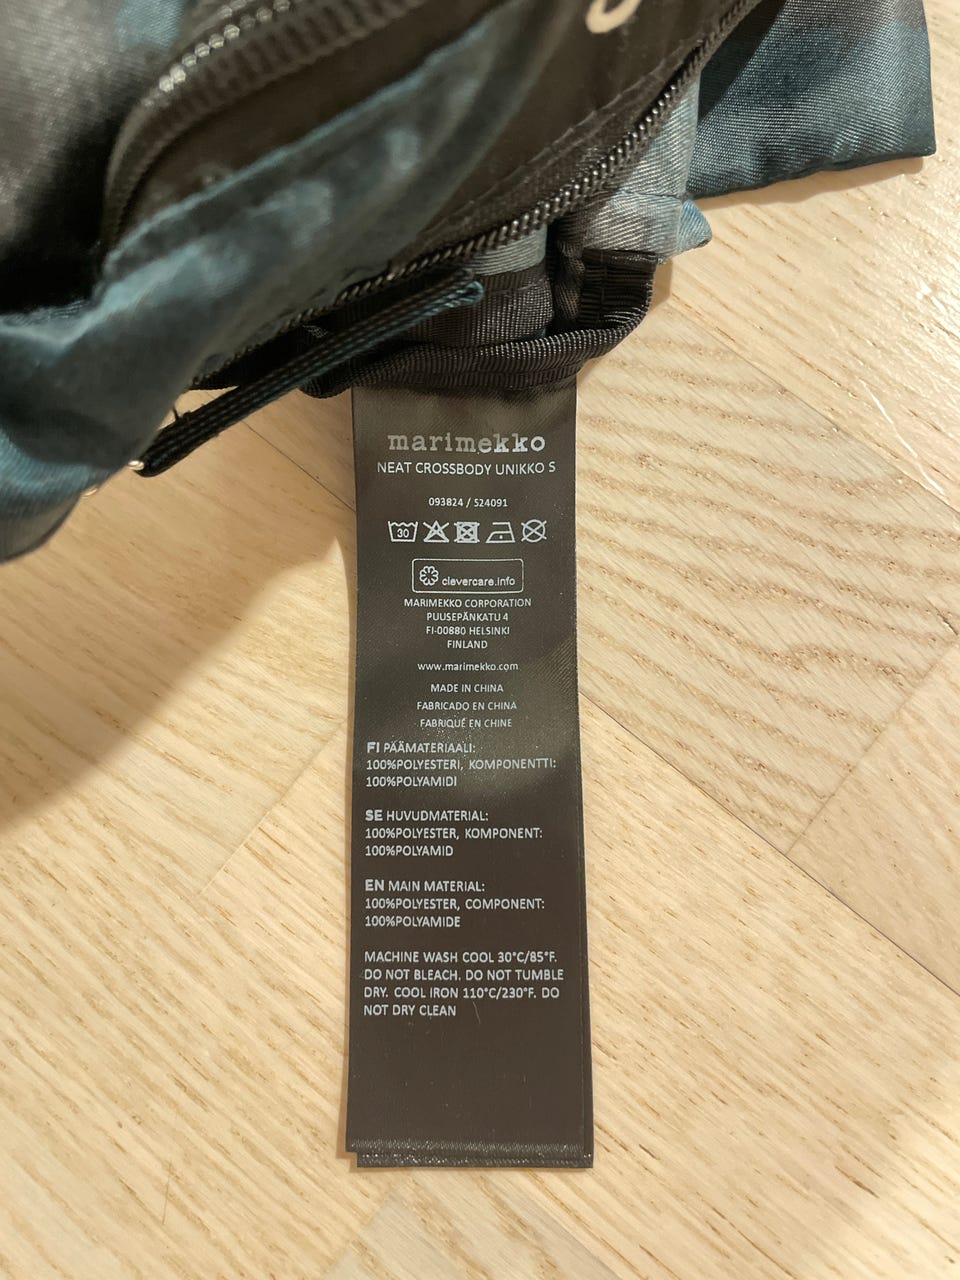 marimekko
NEAT CROSSBODY UNIKKO S
093824 / 524091
30
clevercare.info
MARIMEKKO CORPORATION
PUUSEPÄNKATU 4
FI-00880 HELSINKI
FINLAND
www.marimekko.com
MADE IN CHINA
FABRICADO EN CHINA
FABRIQUÉ EN CHINE
FI PÄÄMATERIAALI:
100%POLYESTERI, KOMPONENTTI:
100%POLYAMIDI
SE HUVUDMATERIAL:
100%POLYESTER, KOMPONENT:
100%POLYAMID
EN MAIN MATERIAL:
100%POLYESTER, COMPONENT:
100%POLYAMIDE
MACHINE WASH COOL 30°C/85°F.
DO NOT BLEACH. DO NOT TUMBLE
DRY. COOL IRON 110°C/230°F. DO
NOT DRY CLEAN